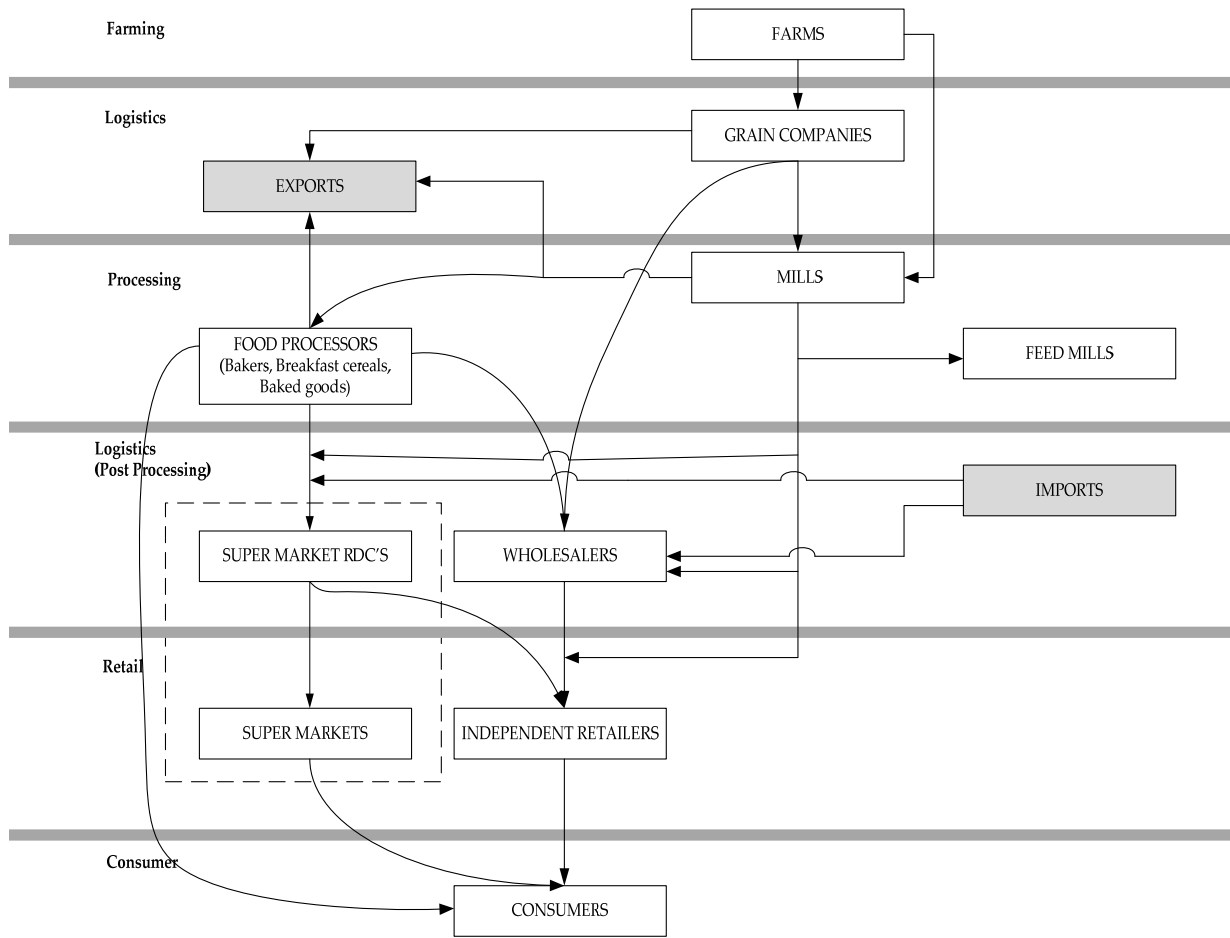 Farming
FARMS
Logistics
GRAIN COMPANIES
EXPORTS
Processing
MILLS
FOOD PROCESSORS
(Bakers, Breakfast cereals,
Baked goods)
FEED MILLS
Logistics
(Post Processing)
IMPORTS
SUPER MARKET RDC'S
WHOLESALERS
Retail
SUPER MARKETS
INDEPENDENT RETAILERS
Consumer
CONSUMERS